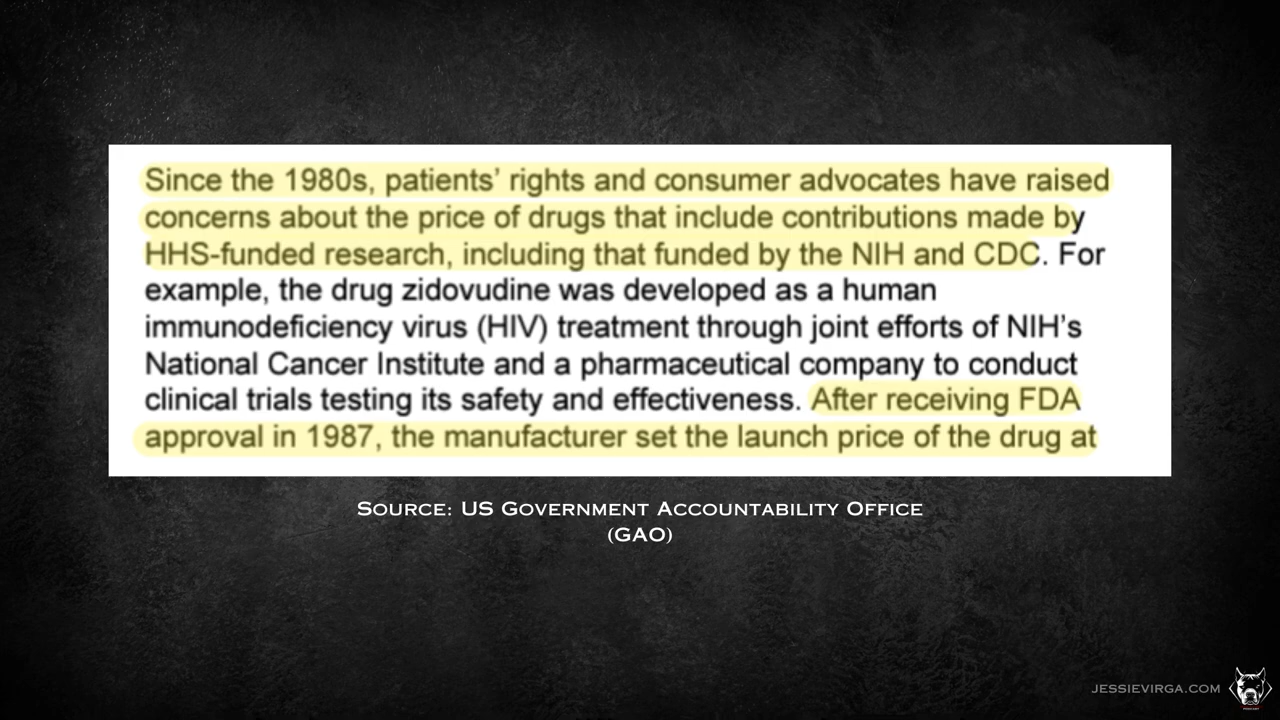 Since the 1980s, patients’ rights and consumer advocates have raised
concerns about the price of drugs that include contributions made by
HHS-funded research, including that funded by the NIH and CDC. For
example, the drug zidovudine was developed as a human
immunodeficiency virus (HIV) treatment through joint efforts of NIH’s
National Cancer Institute and a pharmaceutical company to conduct
clinical trials testing its safety and effectiveness. After receiving FDA
approval in 1987, the manufacturer set the launch price of the drug at
Source: US Government Accountability Office
(GAO)
JESSIEVIRGA.COM